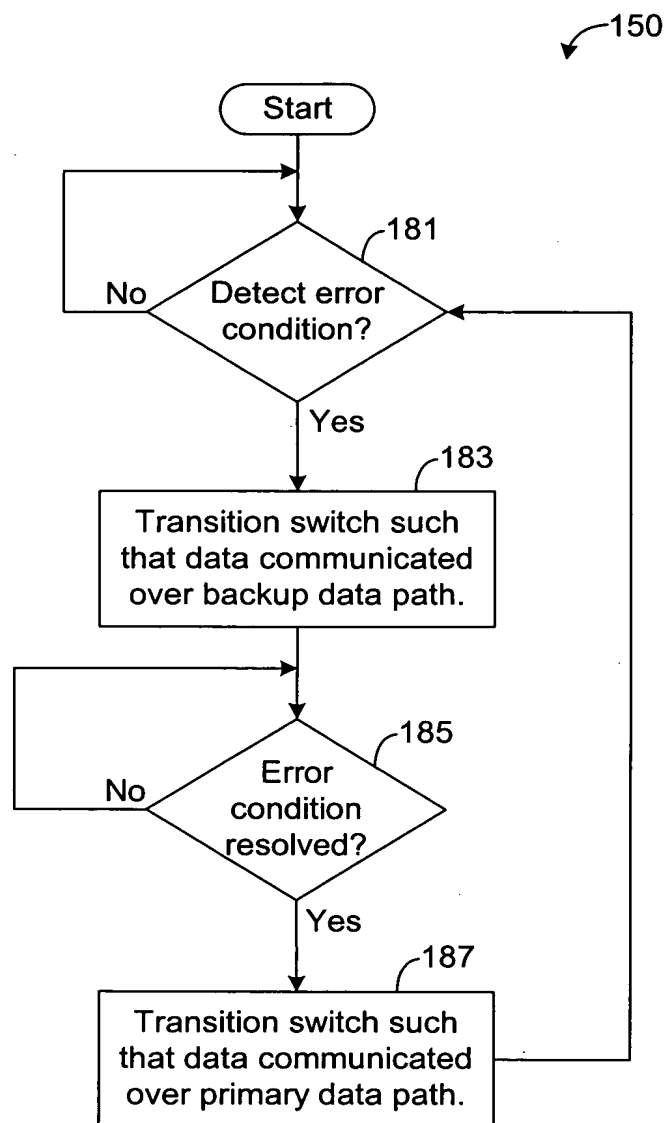 150
Start
181
No
Detect error
condition?
Yes
183
Transition switch such
that data communicated
over backup data path.
185
No
Error
condition
resolved?
Yes
187
Transition switch such
that data communicated
over primary data path.